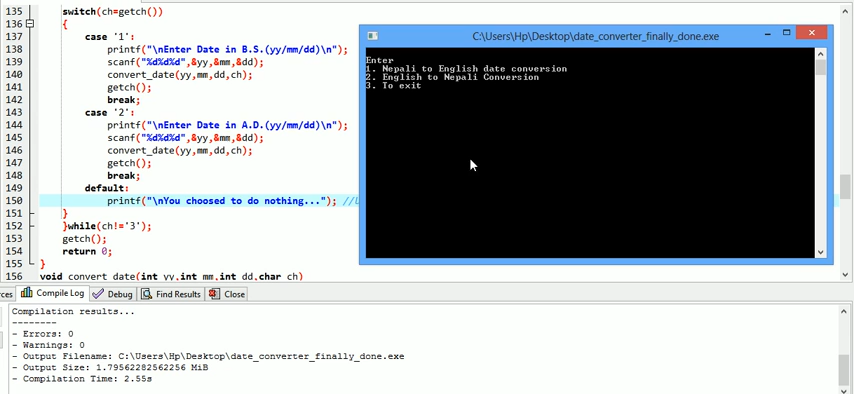 135 switch(ch=getch())
136 {
137 case '1':
138 printf("\nEnter Date in B.S.(yy/mm/dd)\n");
139 scanf("%d%d%d",&yy,&mm,&dd);
140 convert_date(yy,mm,dd,ch);
141 getch();
142 break;
143 case '2':
144 printf("\nEnter Date in A.D.(yy/mm/dd)\n");
145 scanf("%d%d%d",&yy,&mm,&dd);
146 convert_date(yy,mm,dd,ch);
147 getch();
148 break;
149 default:
150 printf("\nYou choosed to do nothing..."); //
151 }
152 }while(ch!='3');
153 getch();
154 return 0;
155 }
156 void convert_date(int yy,int mm,int dd,char ch)
C:\Users\Hp\Desktop\date_converter_finally_done.exe
Enter
1. Nepali to English date conversion
2. English to Nepali Conversion
3. To exit
rces Compile Log Debug Find Results Close
Compilation results...
--------
- Errors: 0
- Warnings: 0
- Output Filename: C:\Users\Hp\Desktop\date_converter_finally_done.exe
- Output Size: 1.79562282562256 MiB
- Compilation Time: 2.55s